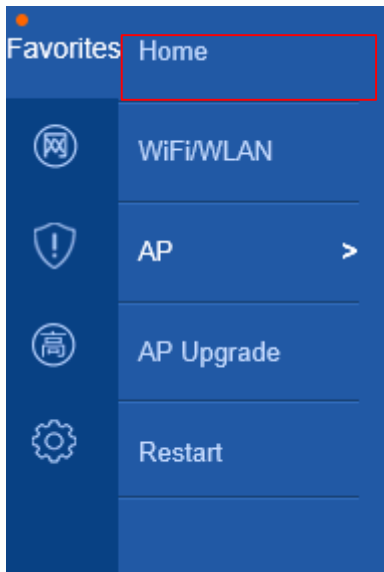 Favorites
Home
网
WiFi/WLAN
!
AP >
高
AP Upgrade
Restart